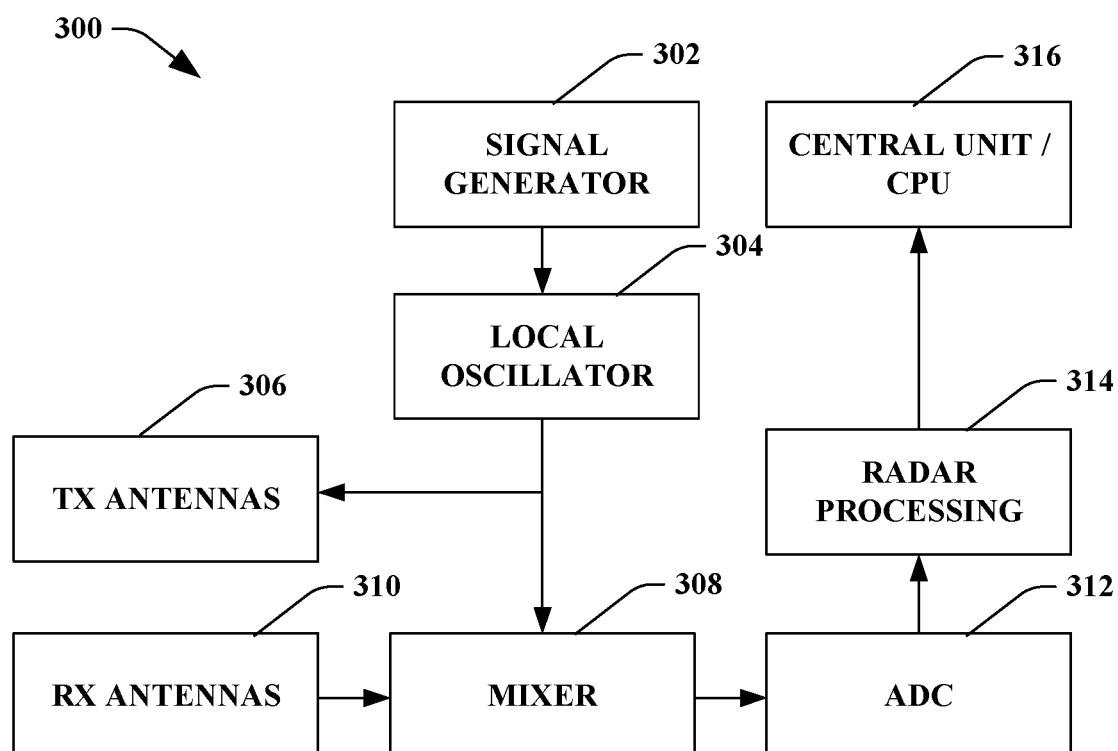 300
302
316
SIGNAL
GENERATOR
CENTRAL UNIT /
CPU
304
LOCAL
OSCILLATOR
306
314
TX ANTENNAS
RADAR
PROCESSING
310
308
312
RX ANTENNAS
MIXER
ADC